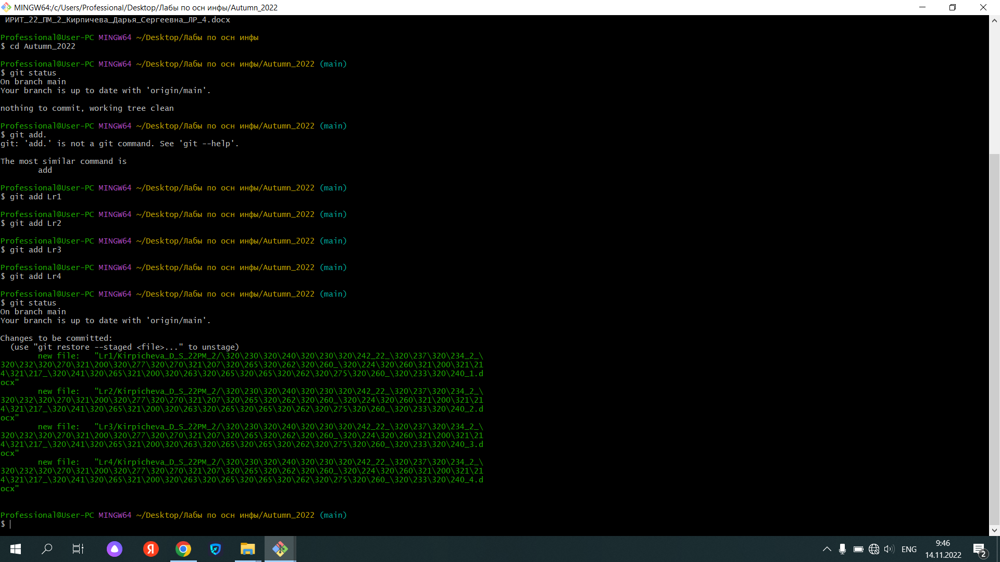 MINGW64:/c/Users/Professional/Desktop/Лабы по осн инфы/Autumn_2022
ИРИТ_22_ПМ_2_Кирпичева_Дарья_Сергеевна_ЛР_4.docx
Professional@User-PC MINGW64 ~/Desktop/Лабы по осн инфы
$ cd Autumn_2022
Professional@User-PC MINGW64 ~/Desktop/Лабы по осн инфы/Autumn_2022 (main)
$ git status
On branch main
Your branch is up to date with 'origin/main'.
nothing to commit, working tree clean
Professional@User-PC MINGW64 ~/Desktop/Лабы по осн инфы/Autumn_2022 (main)
$ git add.
git: 'add.' is not a git command. See 'git --help'.
The most similar command is
add
Professional@User-PC MINGW64 ~/Desktop/Лабы по осн инфы/Autumn_2022 (main)
$ git add Lr1
Professional@User-PC MINGW64 ~/Desktop/Лабы по осн инфы/Autumn_2022 (main)
$ git add Lr2
Professional@User-PC MINGW64 ~/Desktop/Лабы по осн инфы/Autumn_2022 (main)
$ git add Lr3
Professional@User-PC MINGW64 ~/Desktop/Лабы по осн инфы/Autumn_2022 (main)
$ git add Lr4
Professional@User-PC MINGW64 ~/Desktop/Лабы по осн инфы/Autumn_2022 (main)
$ git status
On branch main
Your branch is up to date with 'origin/main'.
Changes to be committed:
(use "git restore --staged <file>..." to unstage)
new file:   "Lr1/Kirpicheva_D_S_22PM_2/\320\230\320\240\320\230\320\242_22_\320\237\320\234_2_\
320\232\320\270\321\200\320\277\320\270\321\207\320\265\320\262\320\260_\320\224\320\260\321\200\321\21
4\321\217_\320\241\320\265\321\200\320\263\320\265\320\265\320\262\320\275\320\260_\320\233\320\240_1.d
ocx"
new file:   "Lr2/Kirpicheva_D_S_22PM_2/\320\230\320\240\320\230\320\242_22_\320\237\320\234_2_\
320\232\320\270\321\200\320\277\320\270\321\207\320\265\320\262\320\260_\320\224\320\260\321\200\321\21
4\321\217_\320\241\320\265\321\200\320\263\320\265\320\265\320\262\320\275\320\260_\320\233\320\240_2.d
ocx"
new file:   "Lr3/Kirpicheva_D_S_22PM_2/\320\230\320\240\320\230\320\242_22_\320\237\320\234_2_\
320\232\320\270\321\200\320\277\320\270\321\207\320\265\320\262\320\260_\320\224\320\260\321\200\321\21
4\321\217_\320\241\320\265\321\200\320\263\320\265\320\265\320\262\320\275\320\260_\320\233\320\240_3.d
ocx"
new file:   "Lr4/Kirpicheva_D_S_22PM_2/\320\230\320\240\320\230\320\242_22_\320\237\320\234_2_\
320\232\320\270\321\200\320\277\320\270\321\207\320\265\320\262\320\260_\320\224\320\260\321\200\321\21
4\321\217_\320\241\320\265\321\200\320\263\320\265\320\265\320\262\320\275\320\260_\320\233\320\240_4.d
ocx"
Professional@User-PC MINGW64 ~/Desktop/Лабы по осн инфы/Autumn_2022 (main)
$
Я
ENG
9:46
14.11.2022
2